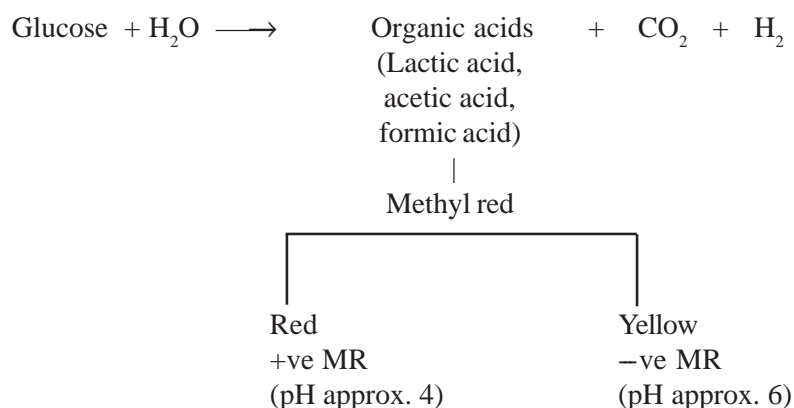 Glucose + H₂O ⟶ Organic acids + CO₂ + H₂
(Lactic acid,
acetic acid,
formic acid)
|
Methyl red
Red Yellow
+ve MR –ve MR
(pH approx. 4) (pH approx. 6)